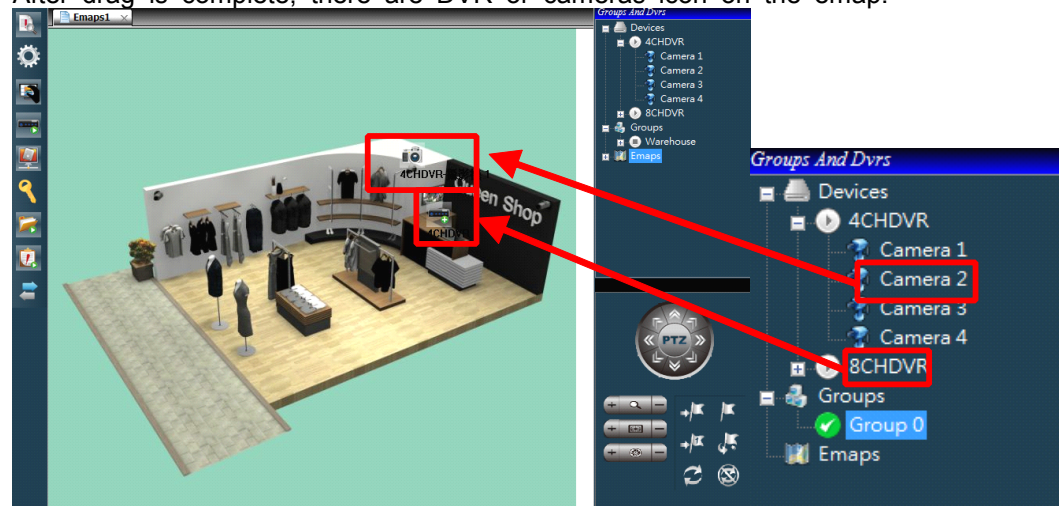 After drag is complete, there are DVR or cameras icon on the emap.
Emaps1
Groups And Dvrs
Devices
4CHDVR
Camera 1
Camera 2
Camera 3
Camera 4
8CHDVR
Groups
Warehouse
Emaps
4CHDVR-
Queen Shop
PTZ
Groups And Dvrs
Devices
4CHDVR
Camera 1
Camera 2
Camera 3
Camera 4
8CHDVR
Groups
Group 0
Emaps